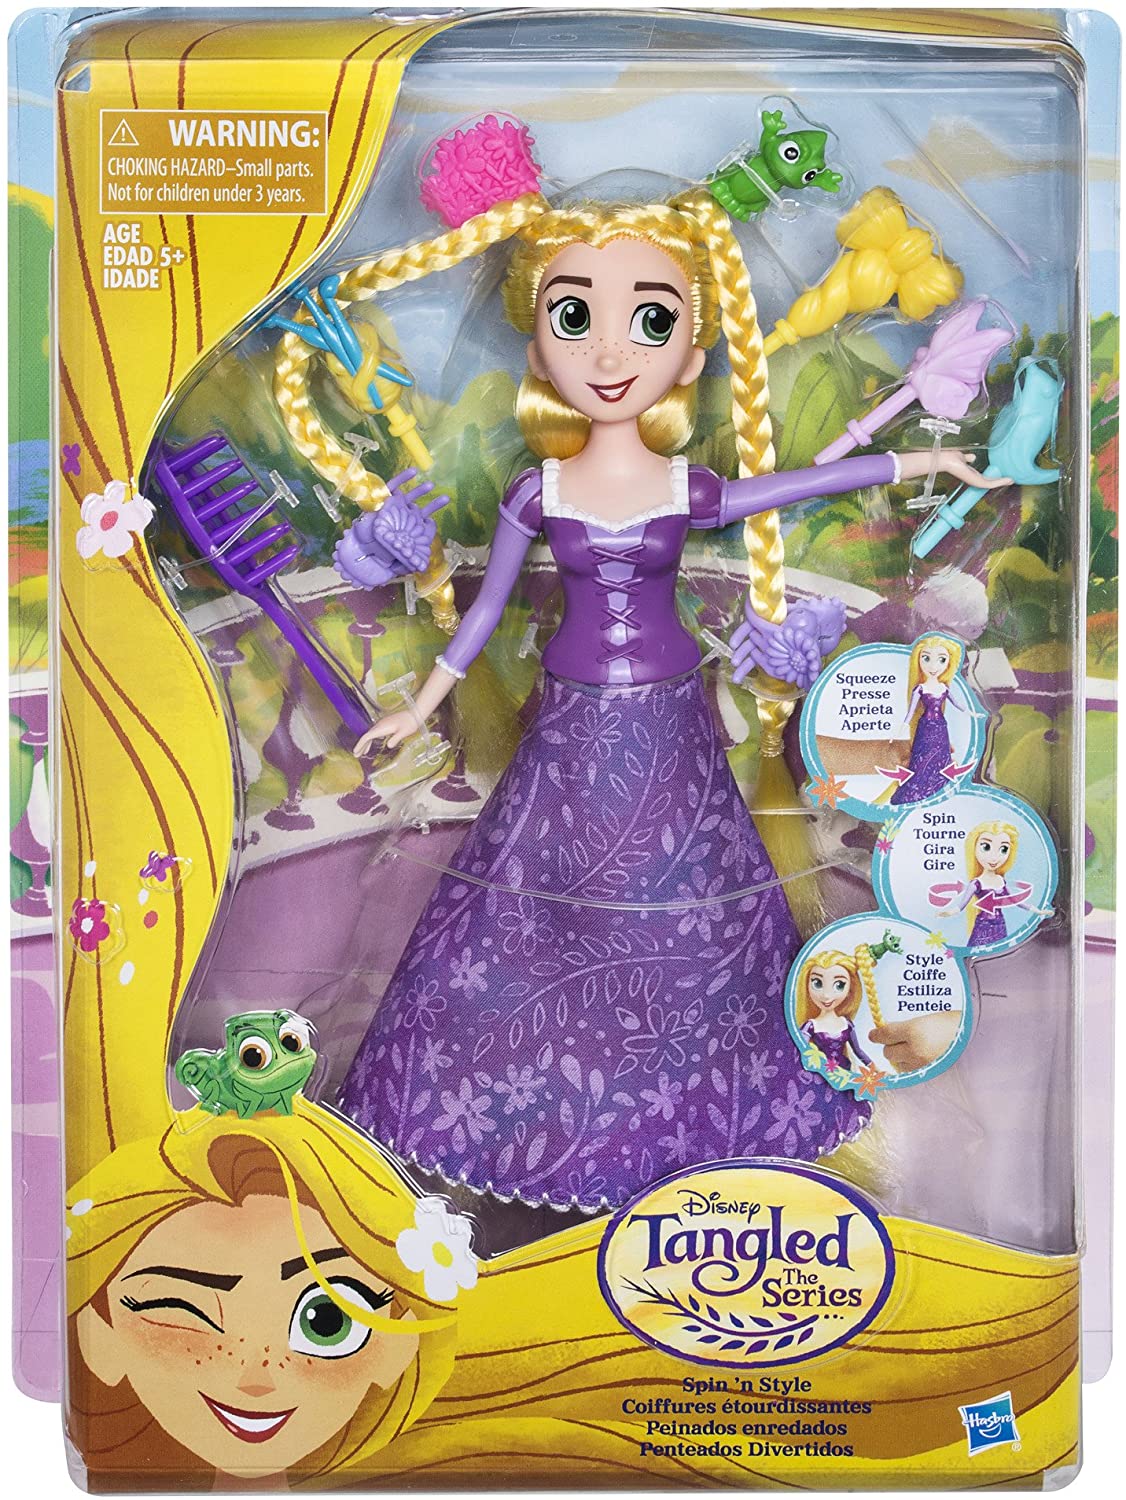 ⚠ WARNING:
CHOKING HAZARD–Small parts.
Not for children under 3 years.
AGE
EDAD 5+
IDADE
Squeeze
Presse
Aprieta
Aperte
Spin
Tourne
Gira
Gire
Style
Coiffe
Estiliza
Penteie
Disney
Tangled
The
Series
Spin 'n Style
Coiffures étourdissantes
Peinados enredados
Penteados Divertidos
Hasbro
®